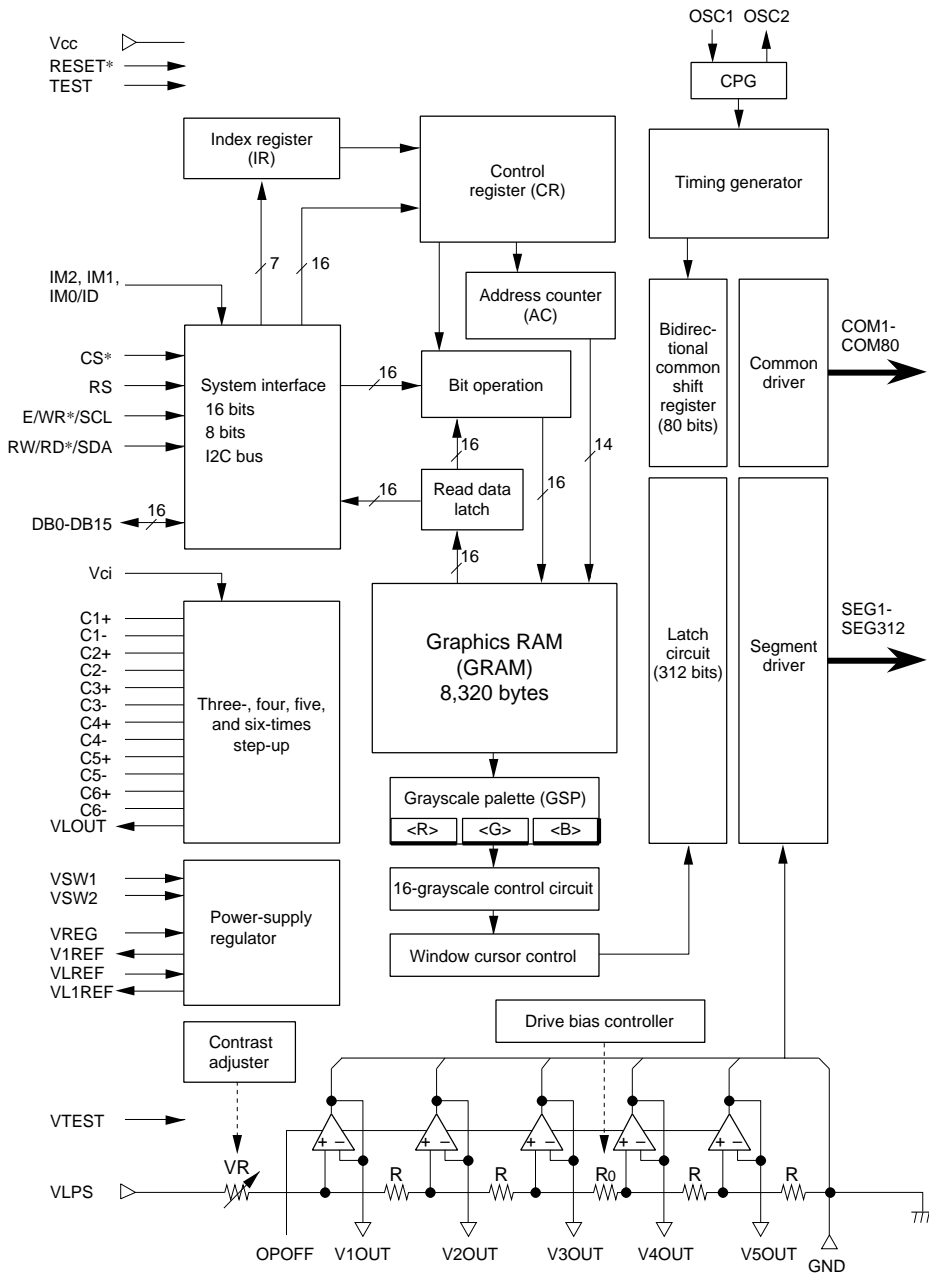 OSC1 OSC2
Vcc
RESET*
TEST
CPG
Index register
(IR)
Control
register (CR)
Timing generator
7
16
IM2, IM1,
IM0/ID
Address counter
(AC)
Bidirec-
tional
common
shift
register
(80 bits)
Common
driver
COM1-
COM80
CS*
RS
E/WR*/SCL
RW/RD*/SDA
DB0-DB15
16
System interface
16 bits
8 bits
I2C bus
16
Bit operation
16
16
14
16
Read data
latch
16
Vci
C1+
C1-
C2+
C2-
C3+
C3-
C4+
C4-
C5+
C5-
C6+
C6-
VLOUT
Three-, four, five,
and six-times
step-up
Graphics RAM
(GRAM)
8,320 bytes
Latch
circuit
(312 bits)
Segment
driver
SEG1-
SEG312
Grayscale palette (GSP)
<R> <G> <B>
16-grayscale control circuit
Window cursor control
VSW1
VSW2
VREG
V1REF
VLREF
VL1REF
Power-supply
regulator
Contrast
adjuster
Drive bias controller
VTEST
+ −
+ −
+ −
+ −
+ −
VLPS
VR
R
R
R0
R
R
OPOFF
V1OUT
V2OUT
V3OUT
V4OUT
V5OUT
GND